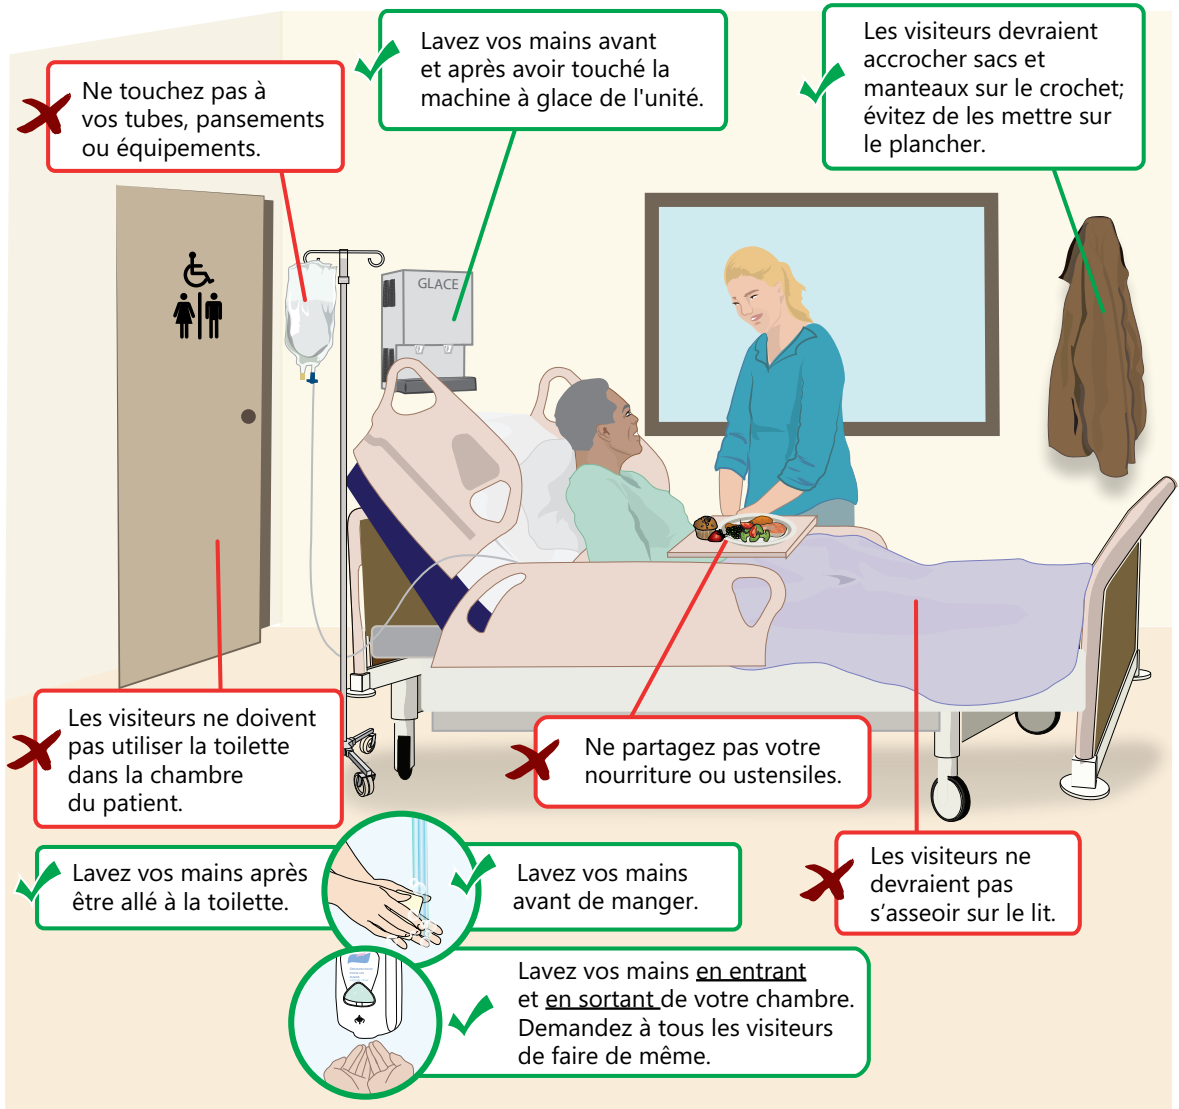 Ne touchez pas à
vos tubes, pansements
ou équipements.
Lavez vos mains avant
et après avoir touché la
machine à glace de l'unité.
Les visiteurs devraient
accrocher sacs et
manteaux sur le crochet;
évitez de les mettre sur
le plancher.
GLACE
Les visiteurs ne doivent
pas utiliser la toilette
dans la chambre
du patient.
Ne partagez pas votre
nourriture ou ustensiles.
Les visiteurs ne
devraient pas
s’asseoir sur le lit.
Lavez vos mains après
être allé à la toilette.
Lavez vos mains
avant de manger.
Lavez vos mains en entrant
et en sortant de votre chambre.
Demandez à tous les visiteurs
de faire de même.